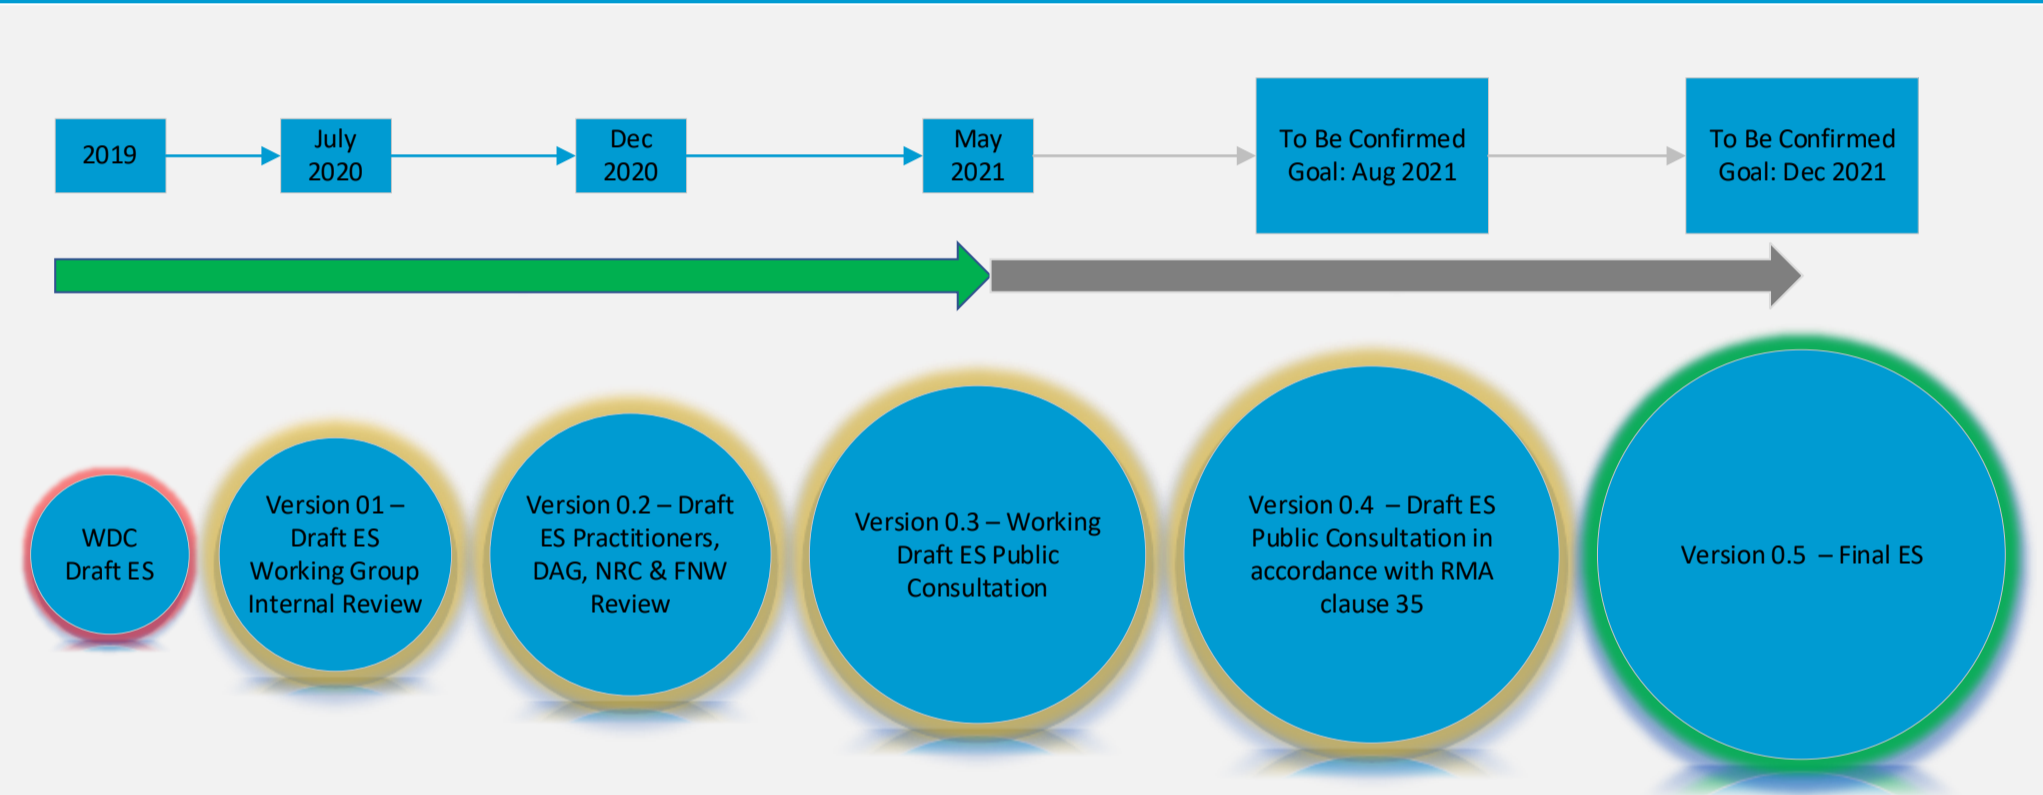 2019
July
2020
Dec
2020
May
2021
To Be Confirmed
Goal: Aug 2021
To Be Confirmed
Goal: Dec 2021
WDC
Draft ES
Version 01 –
Draft ES
Working Group
Internal Review
Version 0.2 – Draft
ES Practitioners,
DAG, NRC & FNW
Review
Version 0.3 – Working
Draft ES Public
Consultation
Version 0.4  – Draft ES
Public Consultation in
accordance with RMA
clause 35
Version 0.5  – Final ES